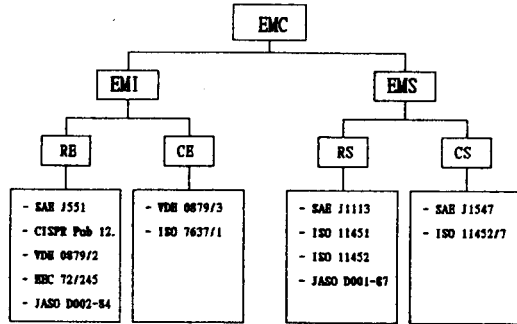 EMC
EMI
EMS
RE
CE
RS
CS
- SAE J551
- CISPR Pub 12.
- VDE 0879/2
- EEC 72/245
- JASO D002-84
- VDE 0879/3
- ISO 7637/1
- SAE J1113
- ISO 11451
- ISO 11452
- JASO D001-87
- SAE J1547
- ISO 11452/7